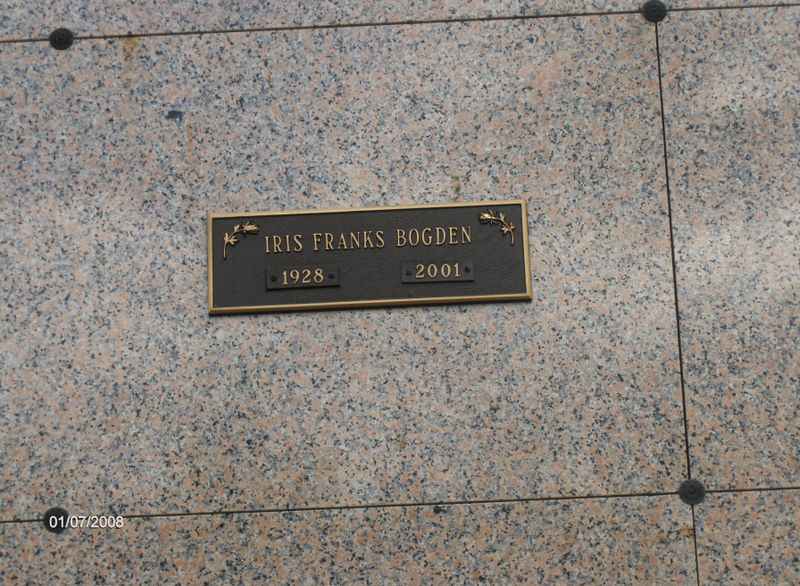 IRIS FRANKS BOGDEN
1928 2001
01/07/2008